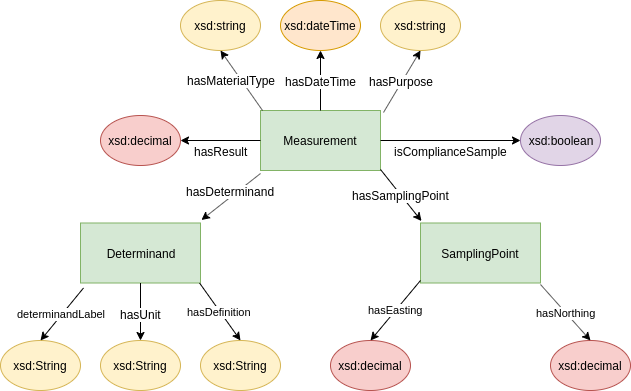 xsd:string
xsd:dateTime
xsd:string
hasMaterialType
hasDateTime
hasPurpose
xsd:decimal
hasResult
Measurement
isComplianceSample
xsd:boolean
hasDeterminand
hasSamplingPoint
Determinand
SamplingPoint
determinandLabel
hasUnit
hasDefinition
hasEasting
hasNorthing
xsd:String
xsd:String
xsd:String
xsd:decimal
xsd:decimal